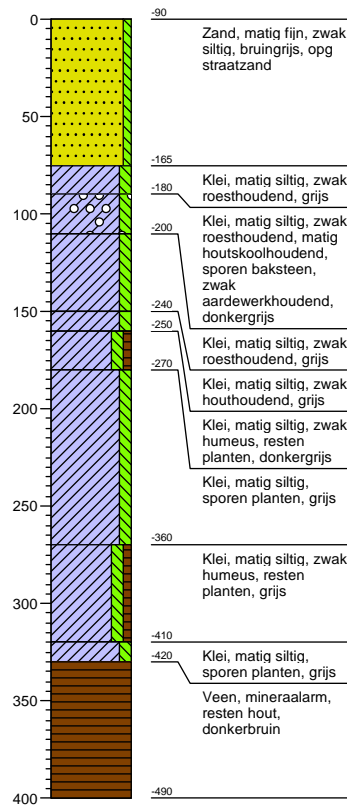 0
-90
Zand, matig fijn, zwak
siltig, bruingrijs, opg
straatzand
50
-165
-180
Klei, matig siltig, zwak
roesthoudend, grijs
100
-200
Klei, matig siltig, zwak
roesthoudend, matig
houtskoolhoudend,
sporen baksteen,
zwak
aardewerkhoudend,
donkergrijs
150
-240
-250
-270
Klei, matig siltig, zwak
roesthoudend, grijs
Klei, matig siltig, zwak
houthoudend, grijs
200
Klei, matig siltig, zwak
humeus, resten
planten, donkergrijs
Klei, matig siltig,
sporen planten, grijs
250
-360
Klei, matig siltig, zwak
humeus, resten
planten, grijs
300
-410
-420
Klei, matig siltig,
sporen planten, grijs
350
Veen, mineraalarm,
resten hout,
donkerbruin
400
-490